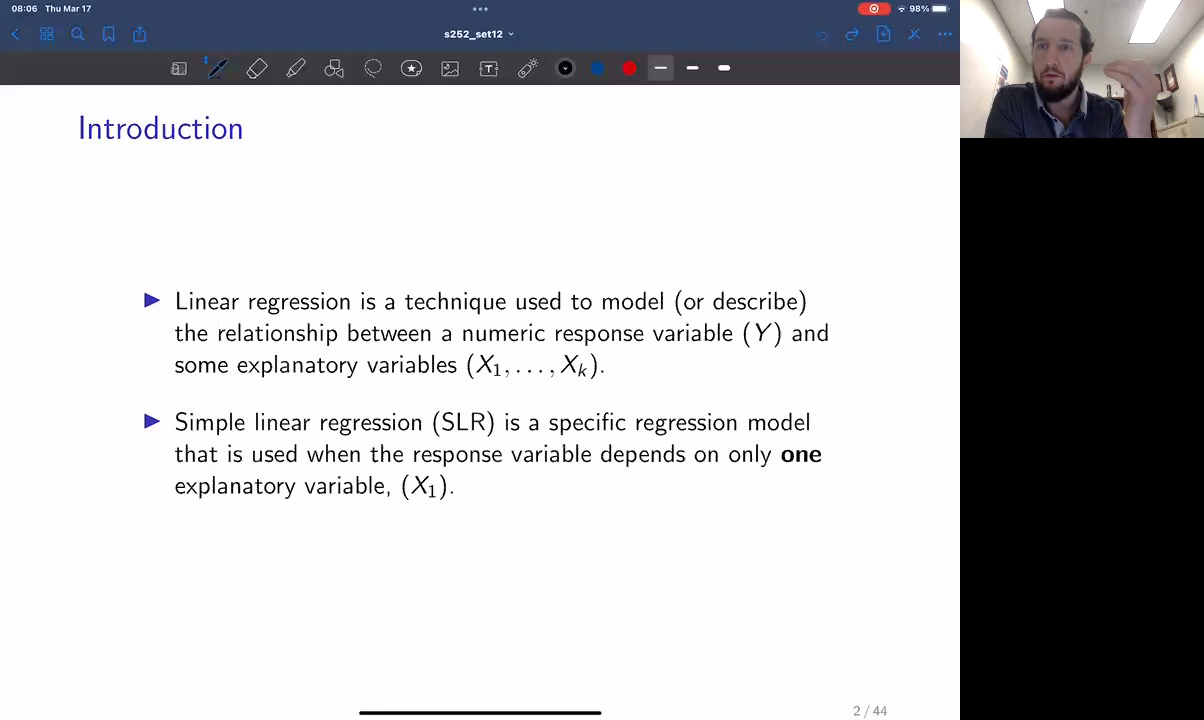 08:06 Thu Mar 17
98%
s252_set12
Introduction
Linear regression is a technique used to model (or describe)
the relationship between a numeric response variable (Y) and
some explanatory variables (X₁, . . . , Xₖ).
Simple linear regression (SLR) is a specific regression model
that is used when the response variable depends on only one
explanatory variable, (X₁).
2 / 44